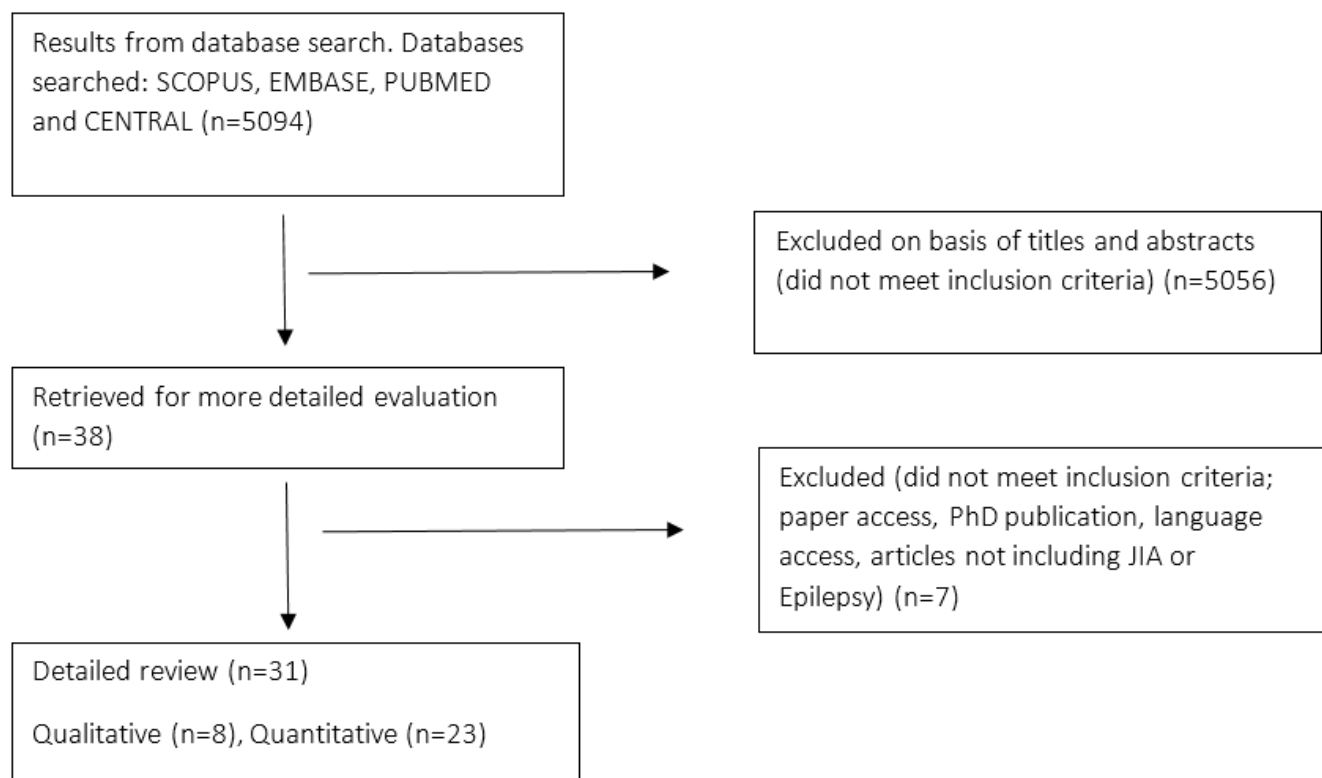 Results from database search. Databases
searched: SCOPUS, EMBASE, PUBMED
and CENTRAL (n=5094)
Excluded on basis of titles and abstracts
(did not meet inclusion criteria) (n=5056)
Retrieved for more detailed evaluation
(n=38)
Excluded (did not meet inclusion criteria;
paper access, PhD publication, language
access, articles not including JIA or
Epilepsy) (n=7)
Detailed review (n=31)
Qualitative (n=8), Quantitative (n=23)